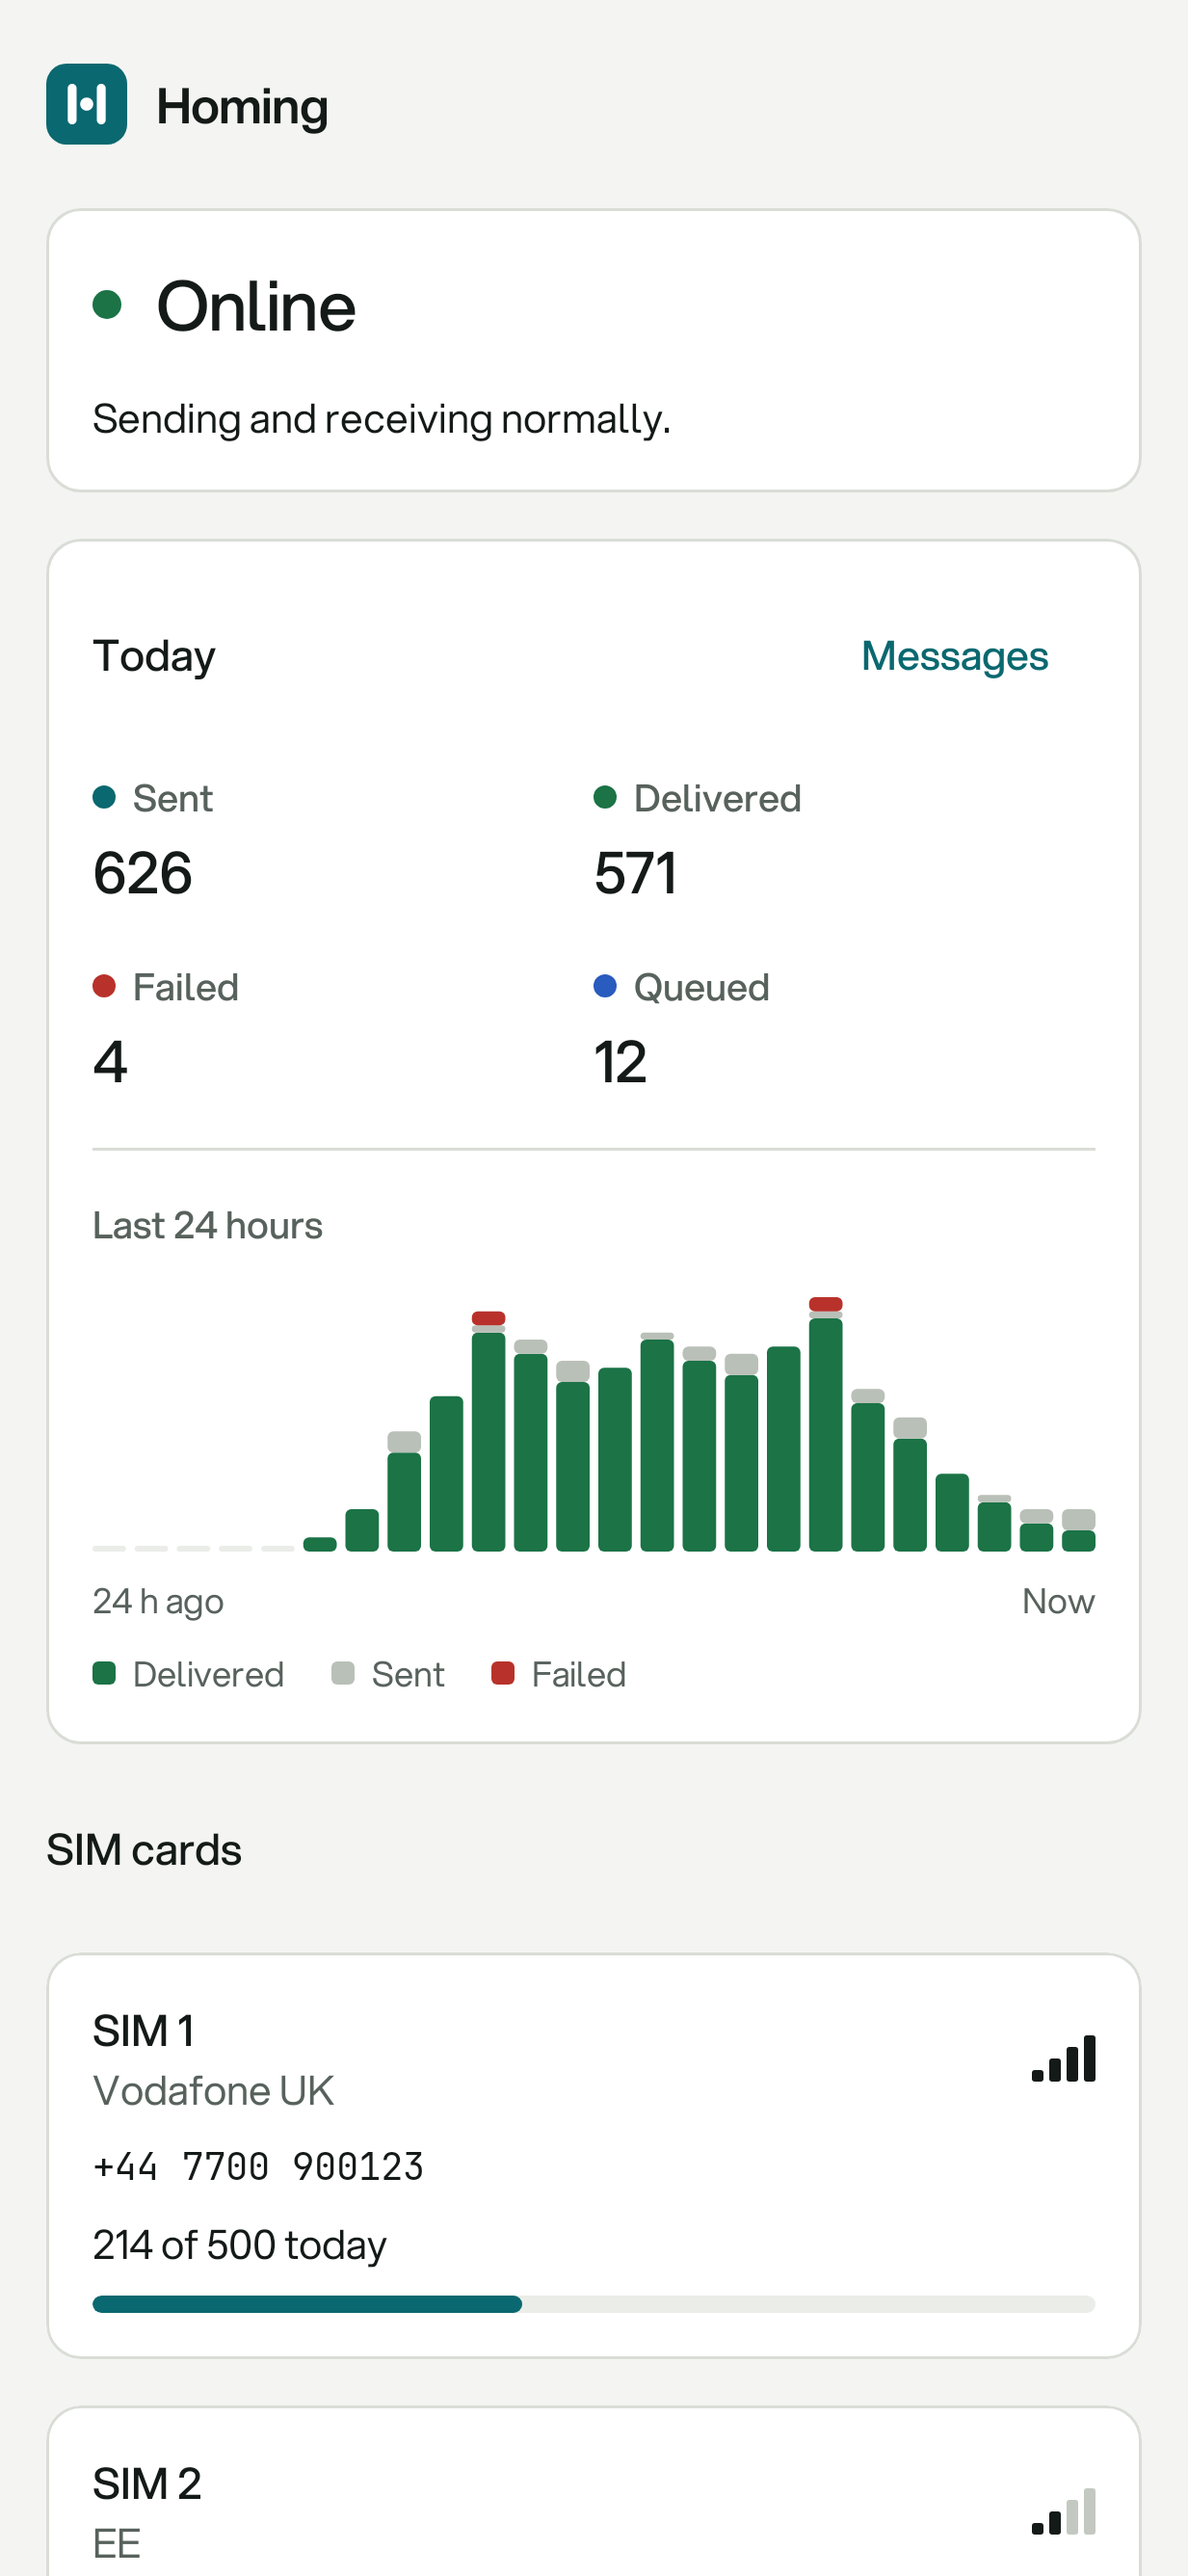 Homing
Online
Sending and receiving normally.
Today
Messages
Sent
Delivered
626
571
Failed
Queued
4
12
Last 24 hours
24 h ago
Now
Delivered
Sent
Failed
SIM cards
SIM 1
Vodafone UK
+44 7700 900123
214 of 500 today
SIM 2
EE